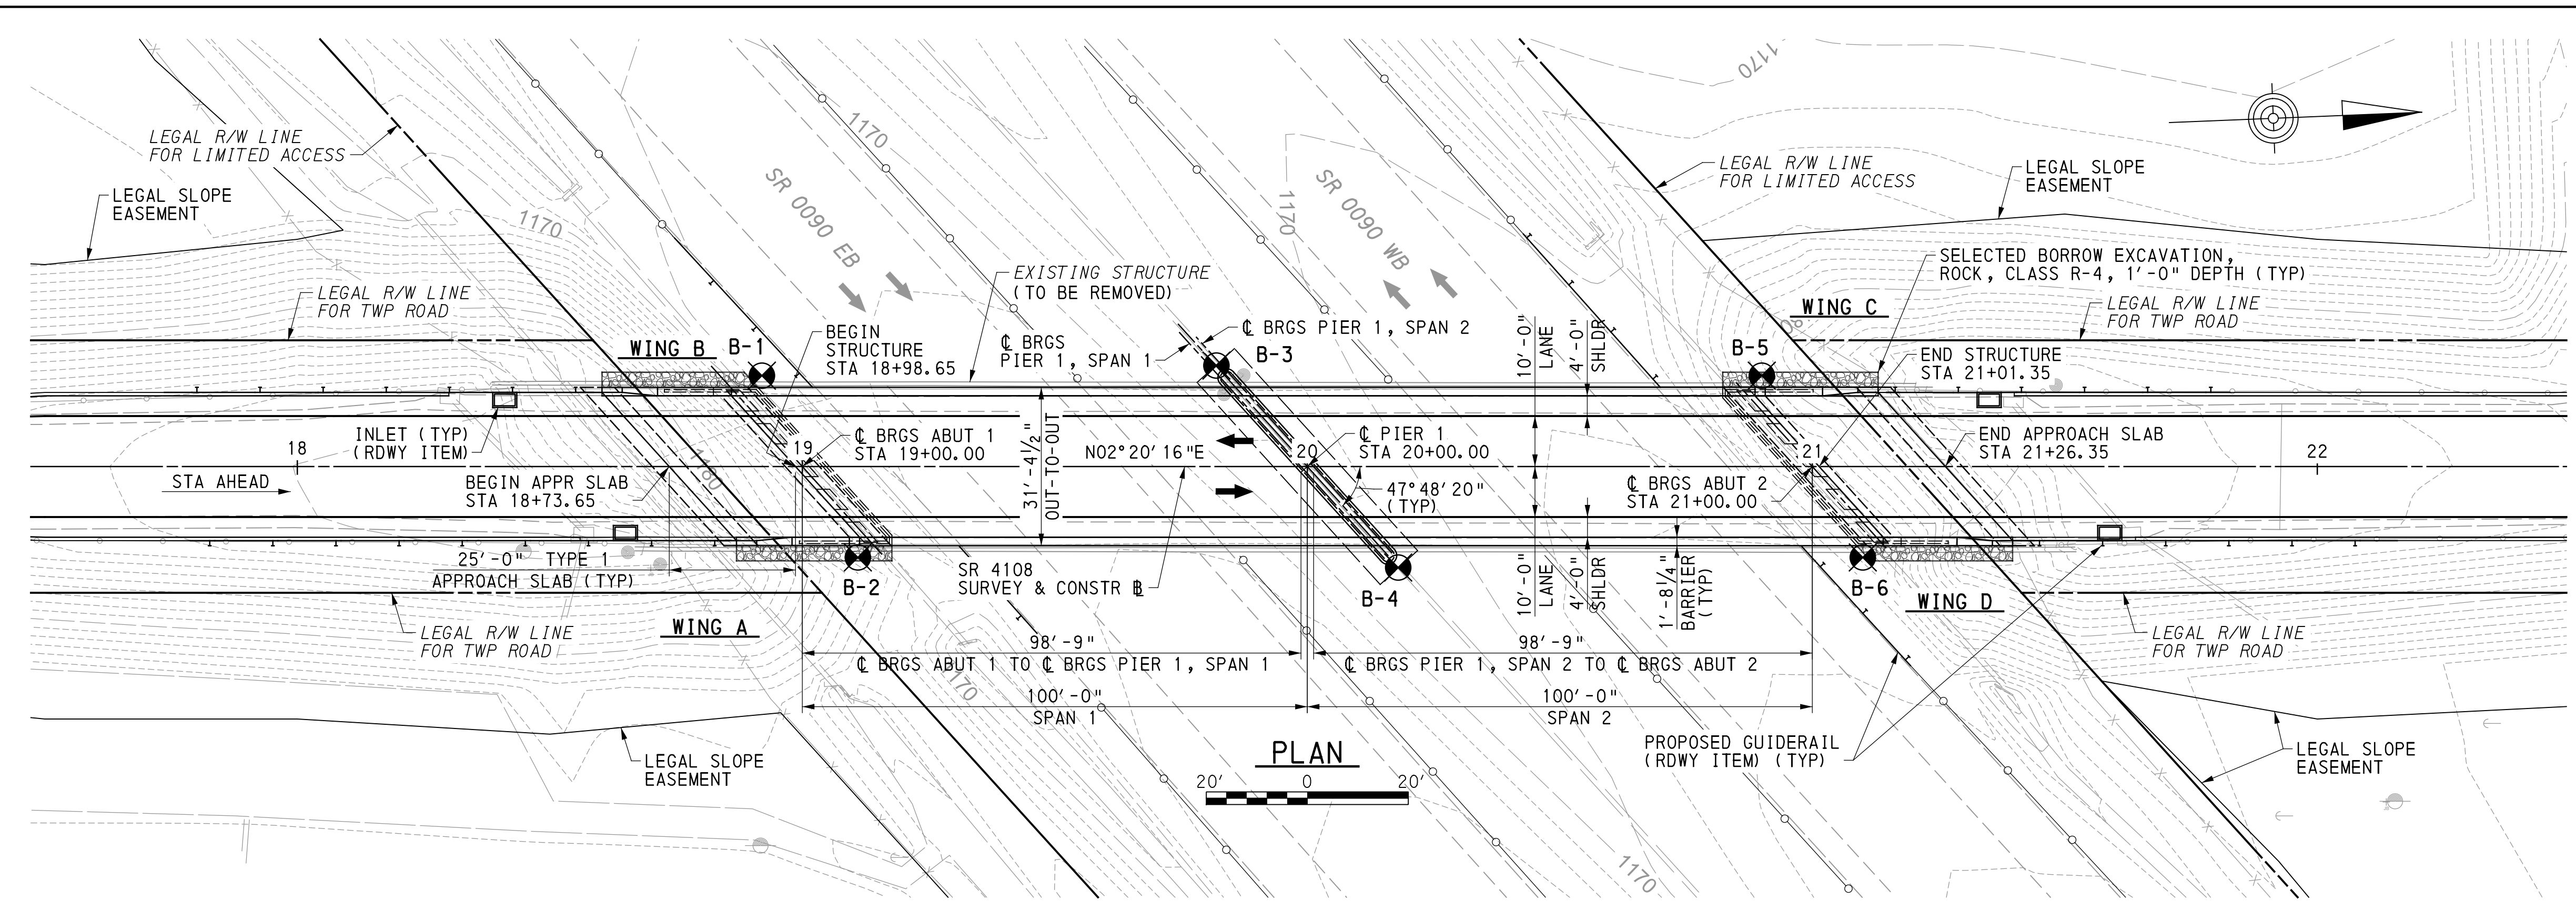 1170
LEGAL R/W LINE
FOR LIMITED ACCESS
LEGAL SLOPE
EASEMENT
1170
LEGAL R/W LINE
FOR TWP ROAD
1170
SR 0090 EB
1170
SR 0090 WB
LEGAL R/W LINE
FOR LIMITED ACCESS
LEGAL SLOPE
EASEMENT
SELECTED BORROW EXCAVATION,
ROCK, CLASS R-4, 1'-0" DEPTH (TYP)
LEGAL R/W LINE
FOR TWP ROAD
EXISTING STRUCTURE
(TO BE REMOVED)
WING B
B-1
BEGIN
STRUCTURE
STA 18+98.65
℄ BRGS
PIER 1, SPAN 1
℄ BRGS PIER 1, SPAN 2
B-3
10'-0"
LANE
4'-0"
SHLDR
B-5
WING C
END STRUCTURE
STA 21+01.35
INLET (TYP)
(RDWY ITEM)
18
STA AHEAD
BEGIN APPR SLAB
STA 18+73.65
1180
19
℄ BRGS ABUT 1
STA 19+00.00
31'-4 1/2"
OUT-TO-OUT
N02°20'16"E
20
℄ PIER 1
STA 20+00.00
47°48'20"
(TYP)
℄ BRGS ABUT 2
STA 21+00.00
21
END APPROACH SLAB
STA 21+26.35
22
25'-0" TYPE 1
APPROACH SLAB (TYP)
B-2
SR 4108
SURVEY & CONSTR BL
B-4
10'-0"
LANE
4'-0"
SHLDR
1'-8 1/4"
BARRIER
(TYP)
B-6
WING D
LEGAL R/W LINE
FOR TWP ROAD
WING A
1170
98'-9"
℄ BRGS ABUT 1 TO ℄ BRGS PIER 1, SPAN 1
98'-9"
℄ BRGS PIER 1, SPAN 2 TO ℄ BRGS ABUT 2
LEGAL R/W LINE
FOR TWP ROAD
100'-0"
SPAN 1
100'-0"
SPAN 2
LEGAL SLOPE
EASEMENT
PLAN
20' 0 20'
PROPOSED GUIDERAIL
(RDWY ITEM) (TYP)
LEGAL SLOPE
EASEMENT
1170